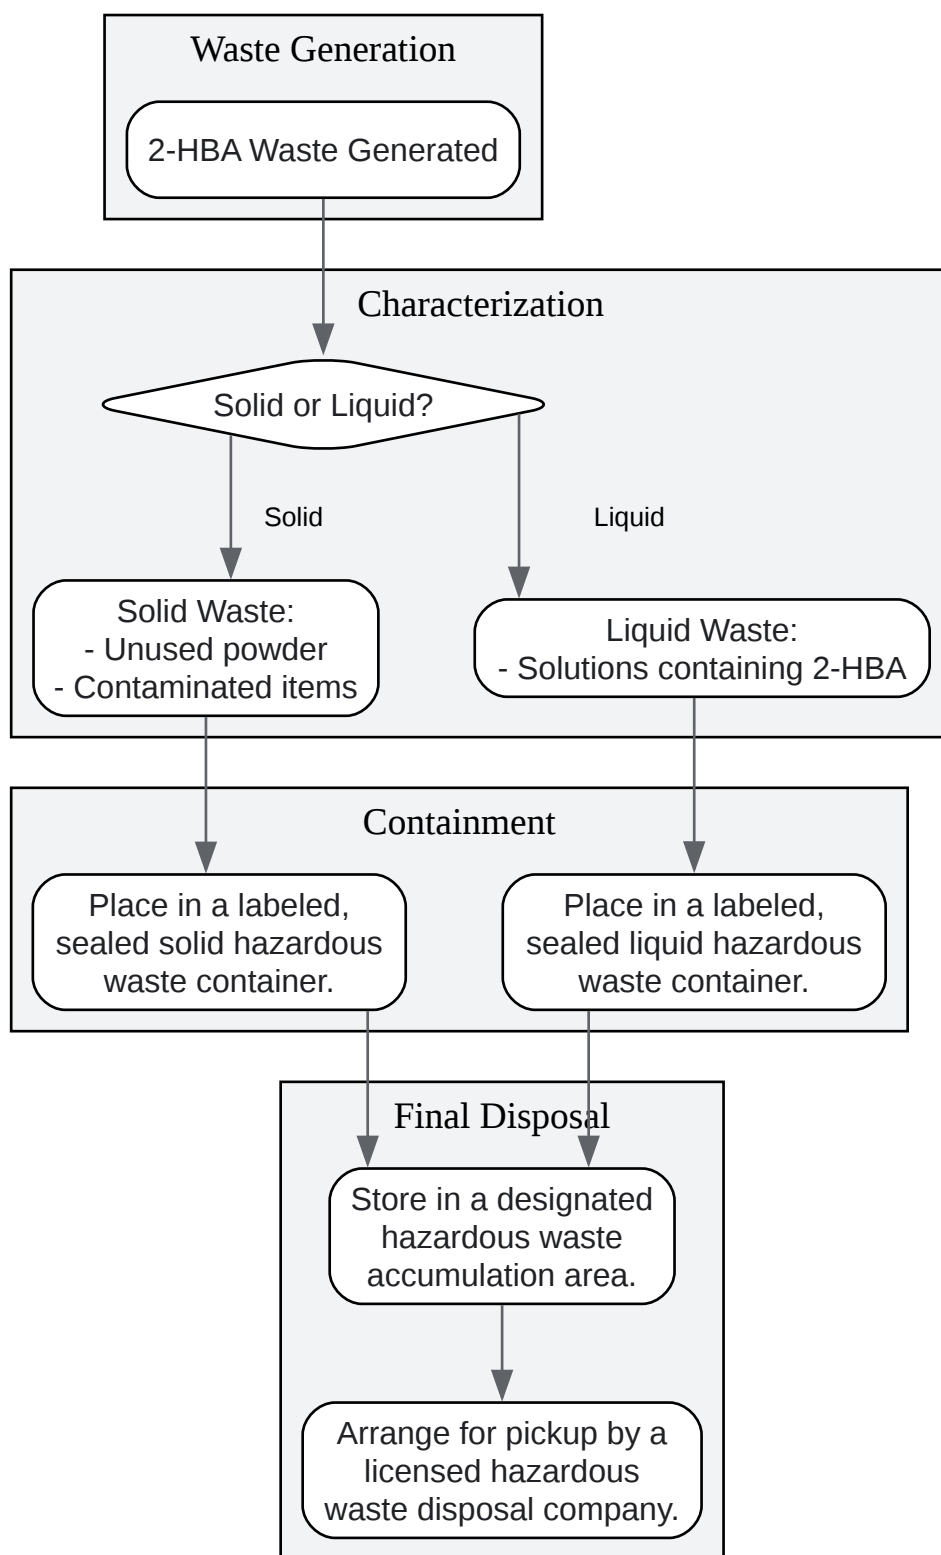 Waste Generation
2-HBA Waste Generated
Characterization
Solid or Liquid?
Solid
Liquid
Solid Waste:
- Unused powder
- Contaminated items
Liquid Waste:
- Solutions containing 2-HBA
Containment
Place in a labeled,
sealed solid hazardous
waste container.
Place in a labeled,
sealed liquid hazardous
waste container.
Final Disposal
Store in a designated
hazardous waste
accumulation area.
Arrange for pickup by a
licensed hazardous
waste disposal company.